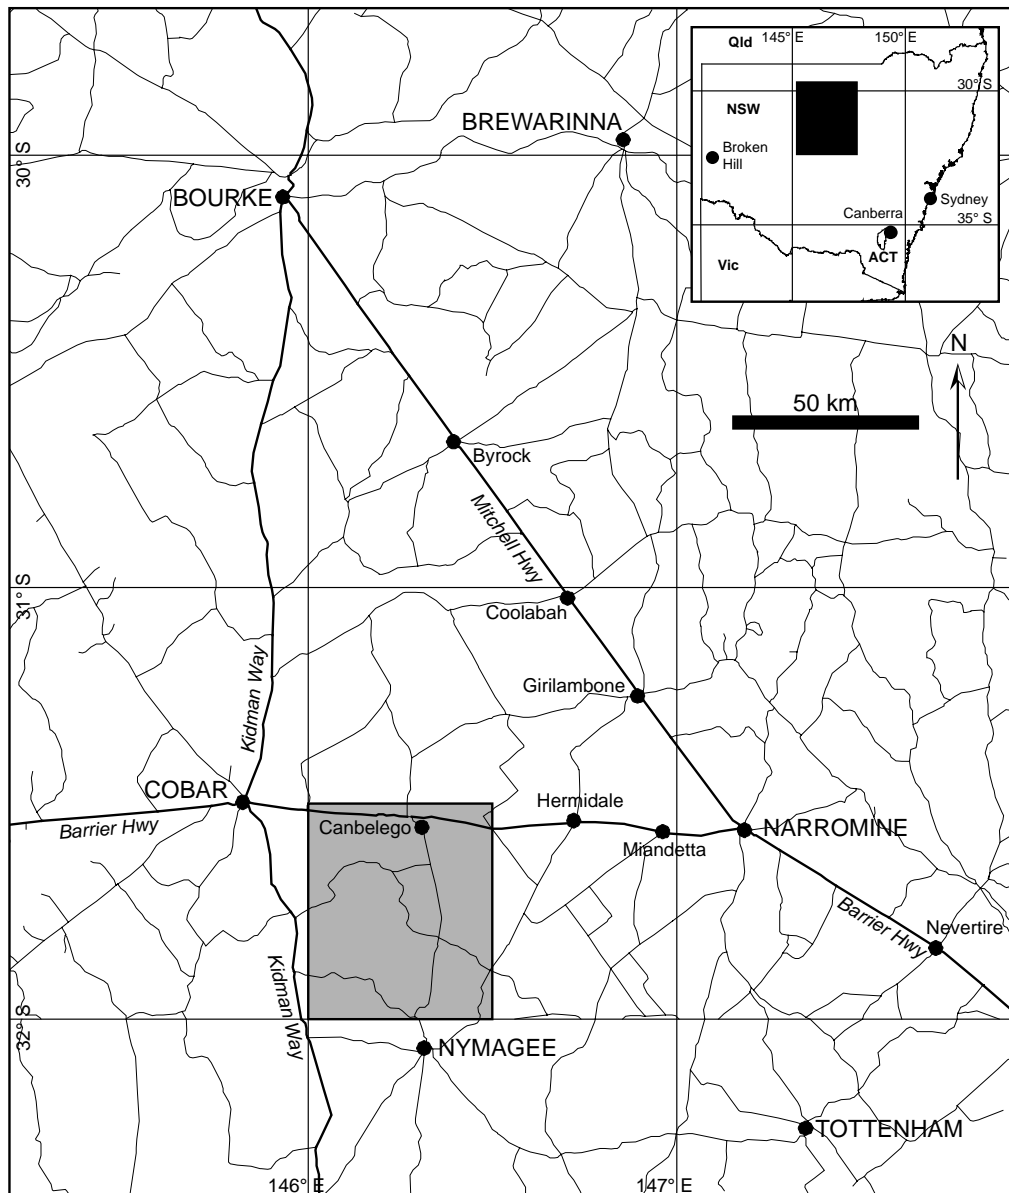 Qld
145° E
150° E
30° S
NSW
Broken
Hill
Sydney
Canberra
35° S
ACT
Vic
BREWARINNA
30° S
BOURKE
N
50 km
Byrock
Mitchell Hwy
31° S
Coolabah
Kidman Way
Girilambone
COBAR
Barrier Hwy
Canbelego
Hermidale
Miandetta
NARROMINE
Barrier Hwy
Nevertire
Kidman Way
32° S
NYMAGEE
TOTTENHAM
146° E
147° E